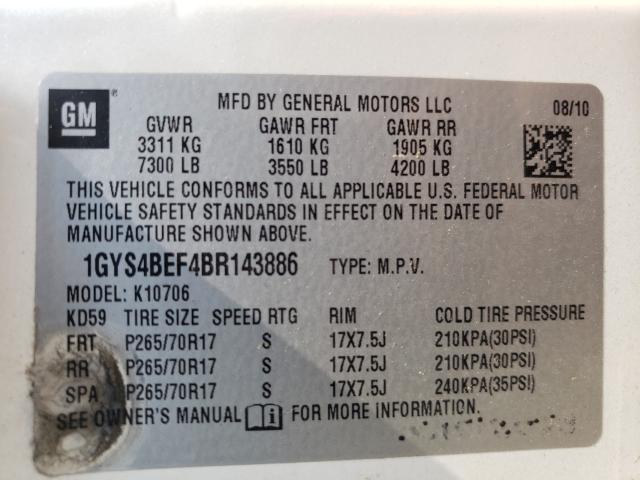 GM ®
MFD BY GENERAL MOTORS LLC 08/10
GVWR GAWR FRT GAWR RR
3311 KG 1610 KG 1905 KG
7300 LB 3550 LB 4200 LB
THIS VEHICLE CONFORMS TO ALL APPLICABLE U.S. FEDERAL MOTOR
VEHICLE SAFETY STANDARDS IN EFFECT ON THE DATE OF
MANUFACTURE SHOWN ABOVE.
1GYS4BEF4BR143886 TYPE: M.P.V.
MODEL: K10706
KD59 TIRE SIZE SPEED RTG RIM COLD TIRE PRESSURE
FRT P265/70R17 S 17X7.5J 210KPA(30PSI)
RR P265/70R17 S 17X7.5J 210KPA(30PSI)
SPA P265/70R17 S 17X7.5J 240KPA(35PSI)
SEE OWNER'S MANUAL i FOR MORE INFORMATION.